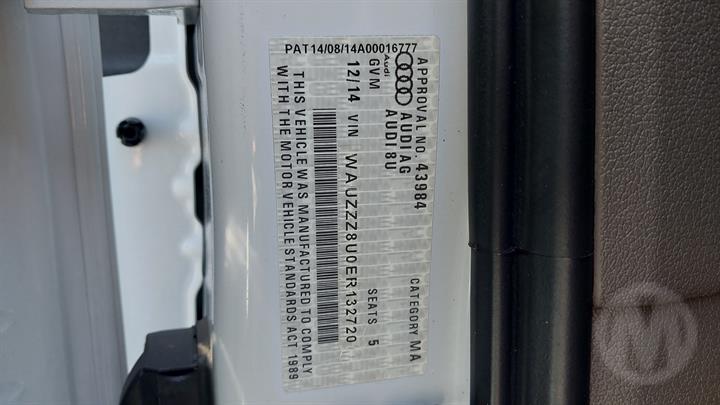 PAT14/08/14A00016777
APPROVAL NO. 43984 CATEGORY MA
AUDI AG
AUDI 8U
Audi
GVM SEATS 5
12/14 VIN WAUZZZ8U0ER132720
THIS VEHICLE WAS MANUFACTURED TO COMPLY
WITH THE MOTOR VEHICLE STANDARDS ACT 1989
M